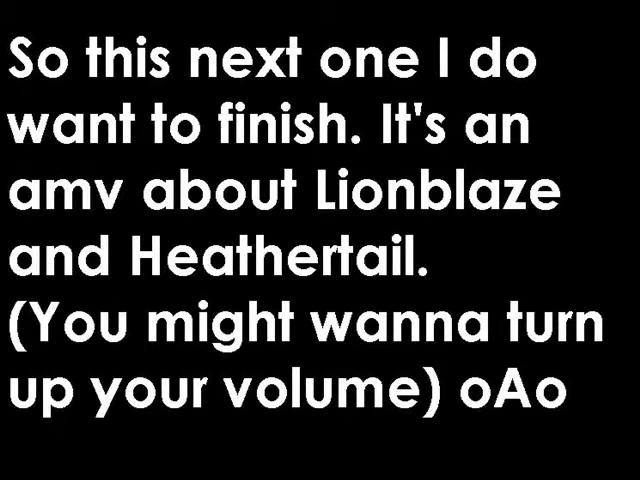 So this next one I do
want to finish. It's an
amv about Lionblaze
and Heathertail.
(You might wanna turn
up your volume) oAo